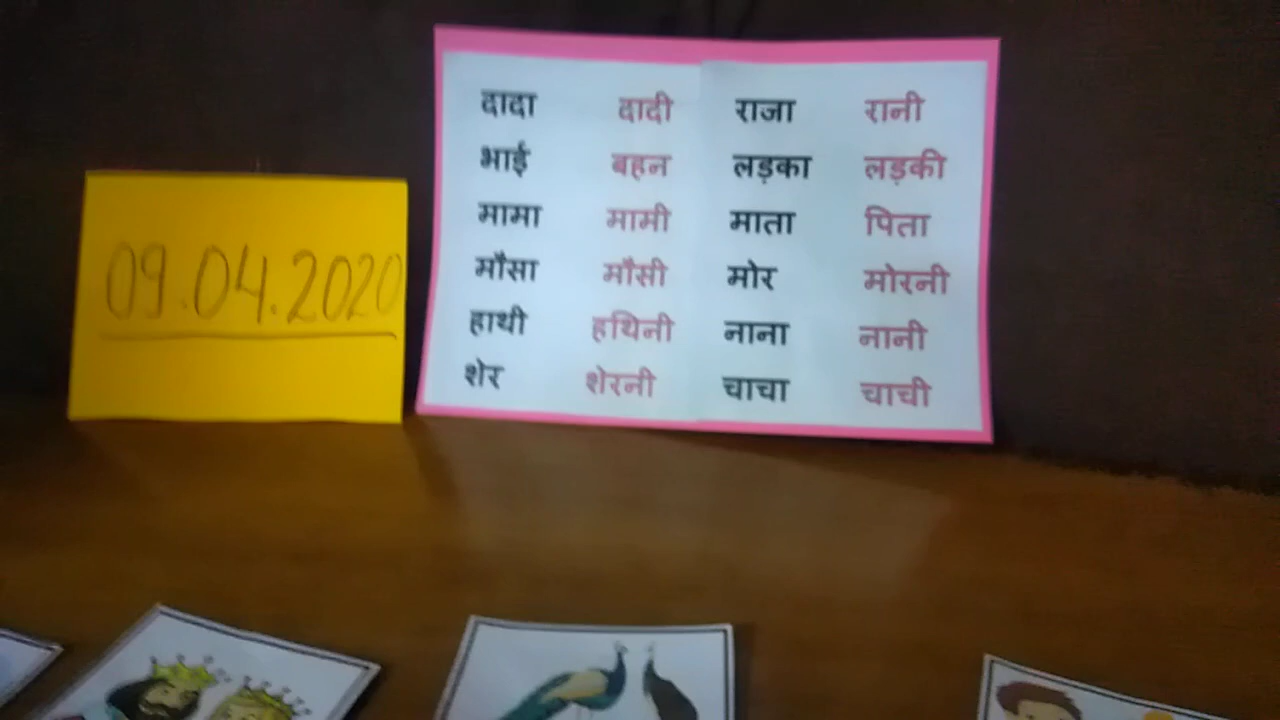 09.04.2020
दादा दादी राजा रानी
भाई बहन लड़का लड़की
मामा मामी माता पिता
मौसा मौसी मोर मोरनी
हाथी हथिनी नाना नानी
शेर शेरनी चाचा चाची